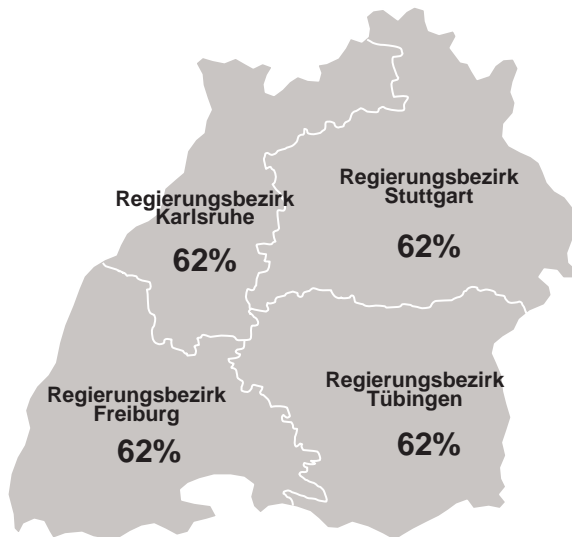 Regierungsbezirk
Karlsruhe
62%
Regierungsbezirk
Stuttgart
62%
Regierungsbezirk
Freiburg
62%
Regierungsbezirk
Tübingen
62%